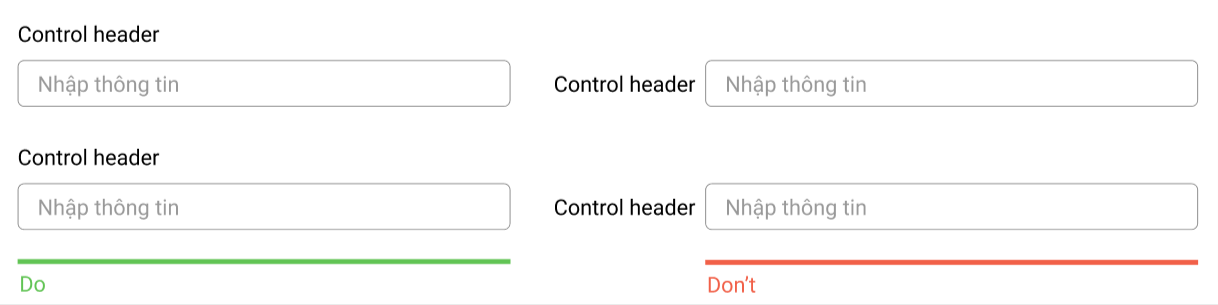 Control header
Nhập thông tin
Control header
Nhập thông tin
Do
Control header
Nhập thông tin
Control header
Nhập thông tin
Don't